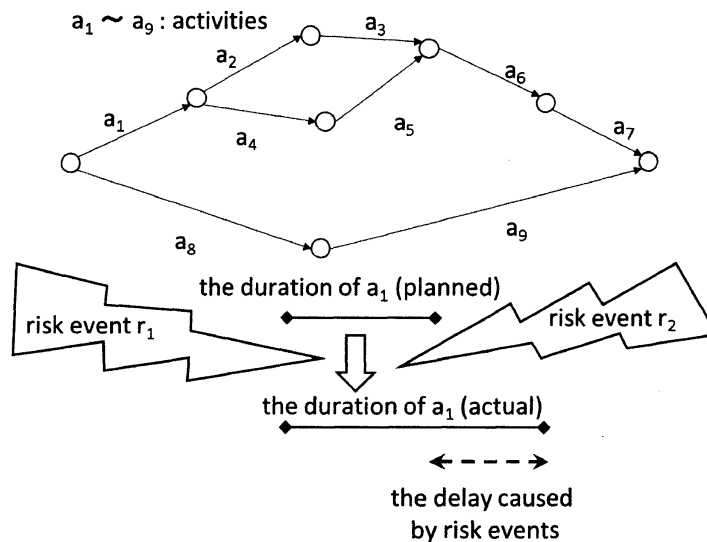 a₁ ~ a₉ : activities
a₃
a₂
a₆
a₁
a₄
a₅
a₇
a₈
a₉
the duration of a₁ (planned)
risk event r₁
risk event r₂
the duration of a₁ (actual)
the delay caused
by risk events